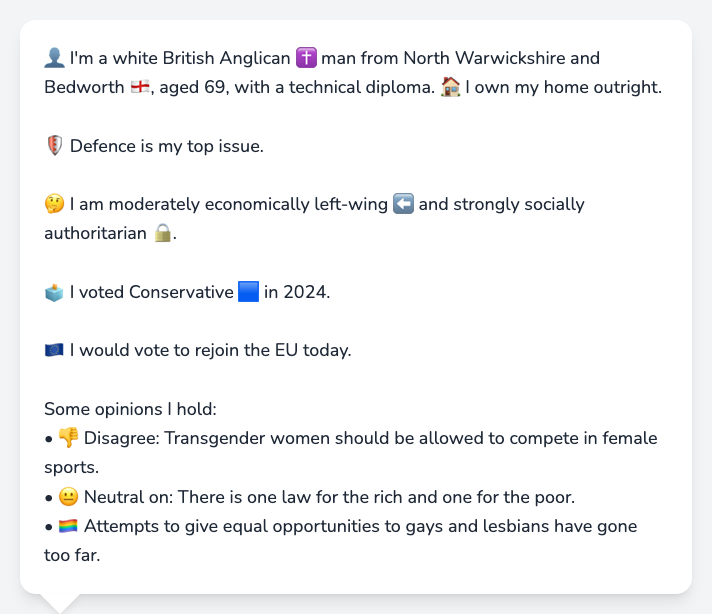 👤 I'm a white British Anglican ✝️ man from North Warwickshire and
Bedworth 🏴󠁧󠁢󠁥󠁮󠁧󠁿, aged 69, with a technical diploma. 🏠 I own my home outright.
🛡️ Defence is my top issue.
🤔 I am moderately economically left-wing ⬅️ and strongly socially
authoritarian 🔒.
🗳️ I voted Conservative 🟦 in 2024.
🇪🇺 I would vote to rejoin the EU today.
Some opinions I hold:
• 👎 Disagree: Transgender women should be allowed to compete in female
sports.
• 😐 Neutral on: There is one law for the rich and one for the poor.
• 🏳️‍🌈 Attempts to give equal opportunities to gays and lesbians have gone
too far.